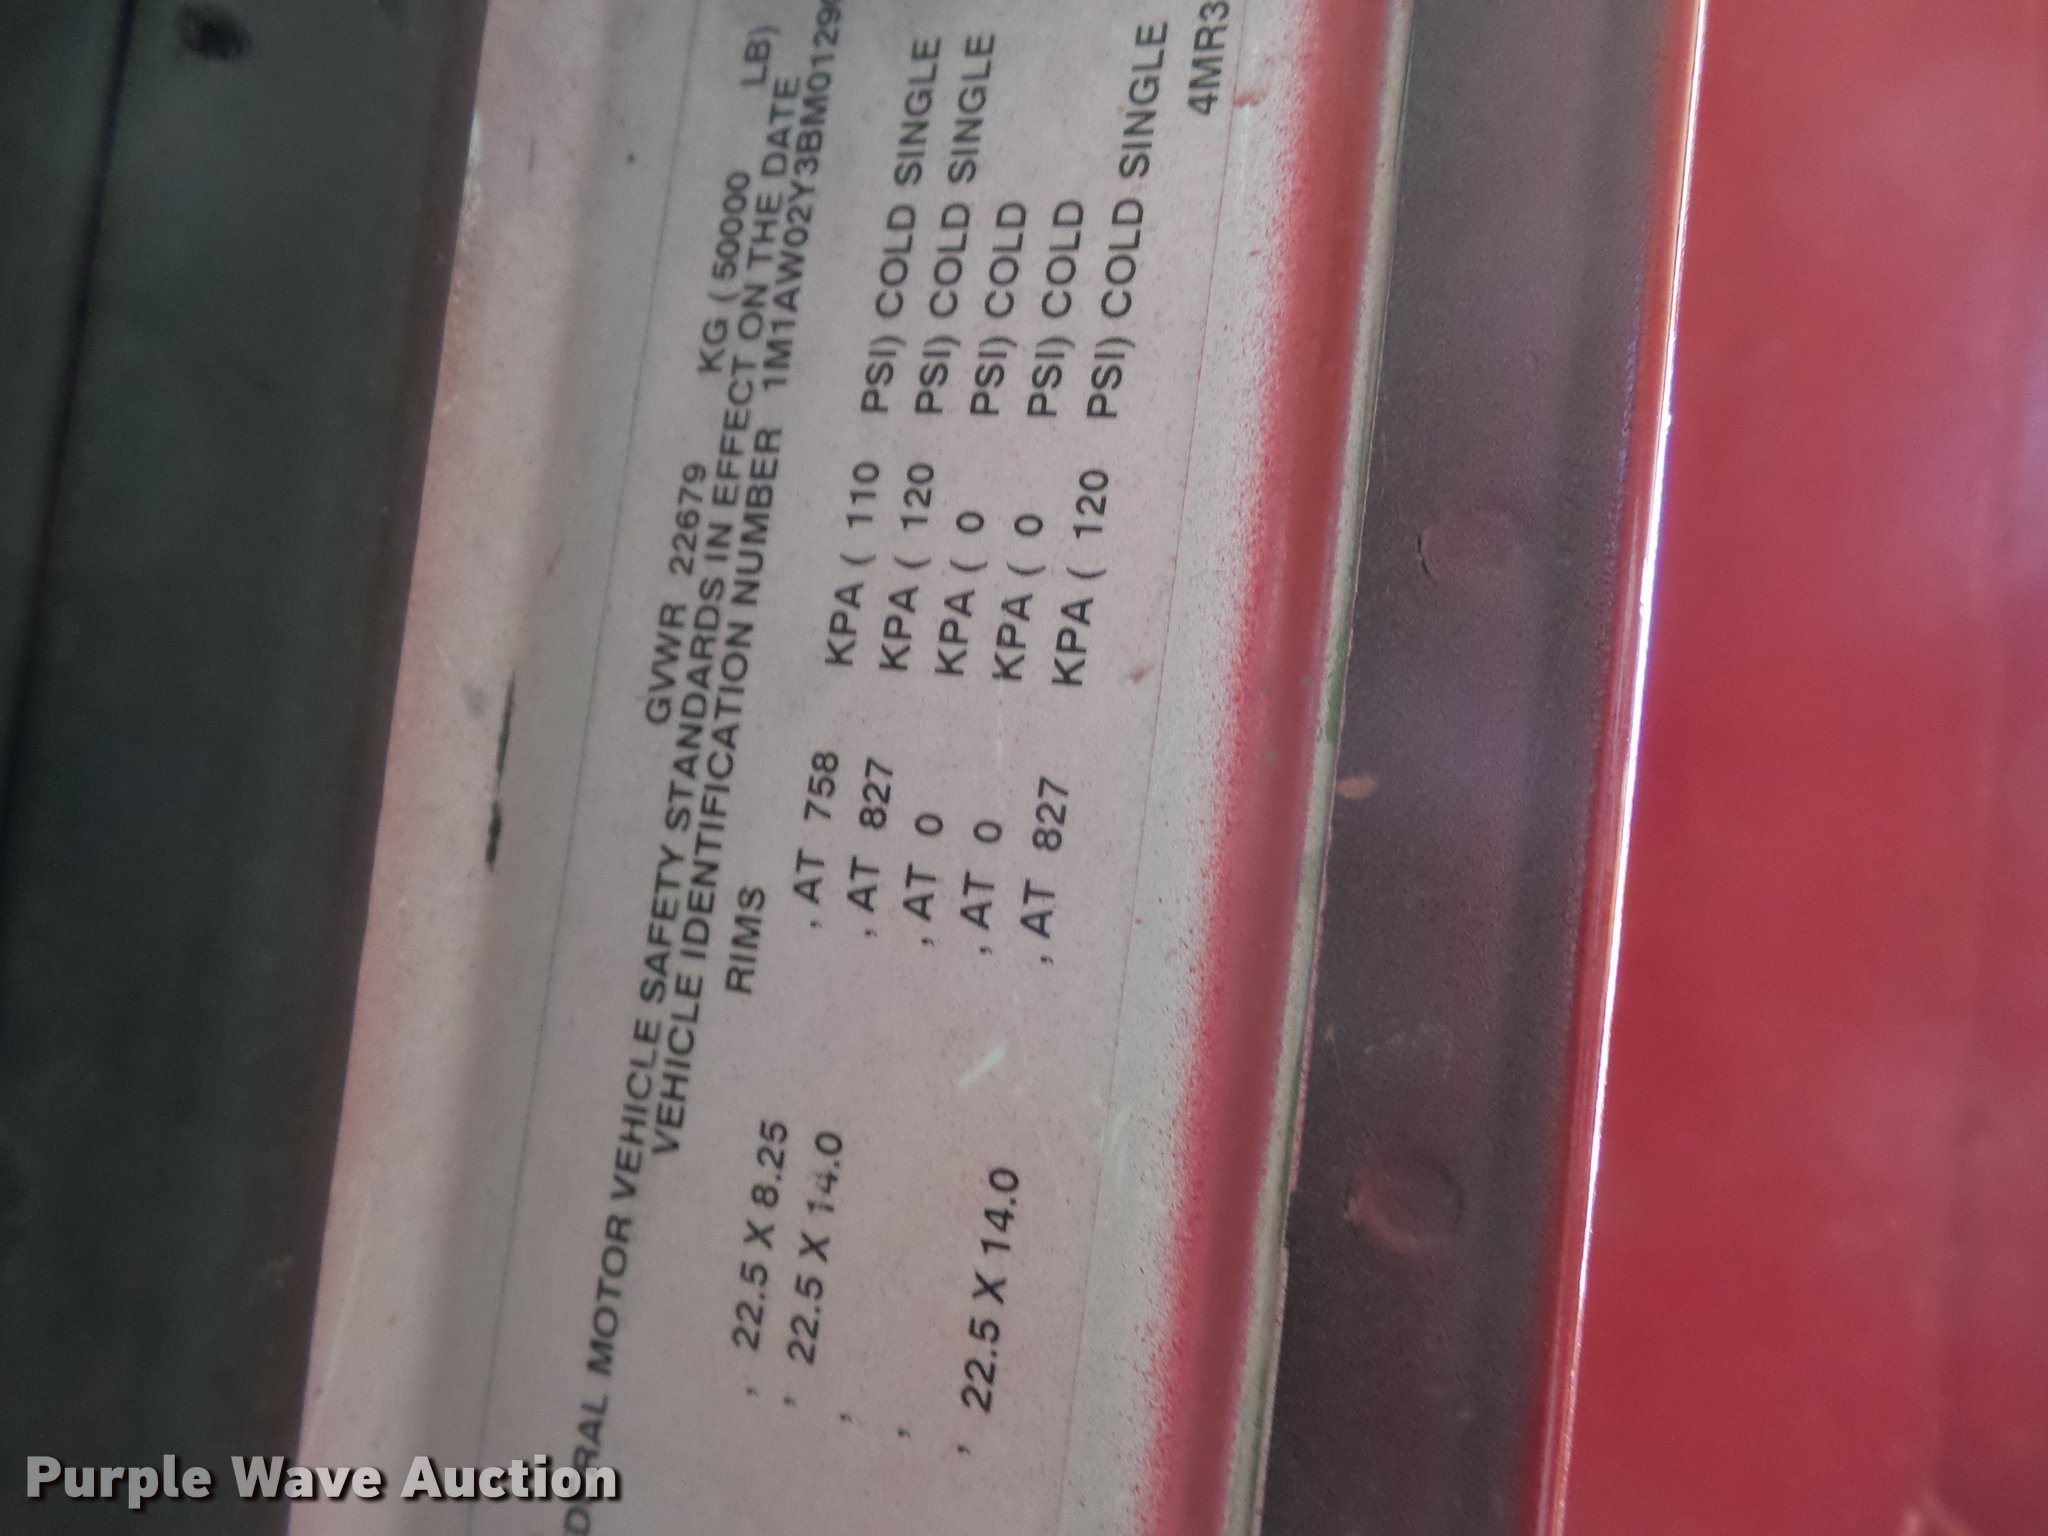 GVWR 22679 KG ( 50000 LB)
MOTOR VEHICLE SAFETY STANDARDS IN EFFECT ON THE DATE
VEHICLE IDENTIFICATION NUMBER
RIMS
, 22.5 X 8.25 , AT 758 KPA ( 110 PSI) COLD SINGLE
, 22.5 X 14.0 , AT 827 KPA ( 120 PSI) COLD SINGLE
, , AT 0 KPA ( 0 PSI) COLD
, , AT 0 KPA ( 0 PSI) COLD
, 22.5 X 14.0 , AT 827 KPA ( 120 PSI) COLD SINGLE
4MR3
Purple Wave Auction